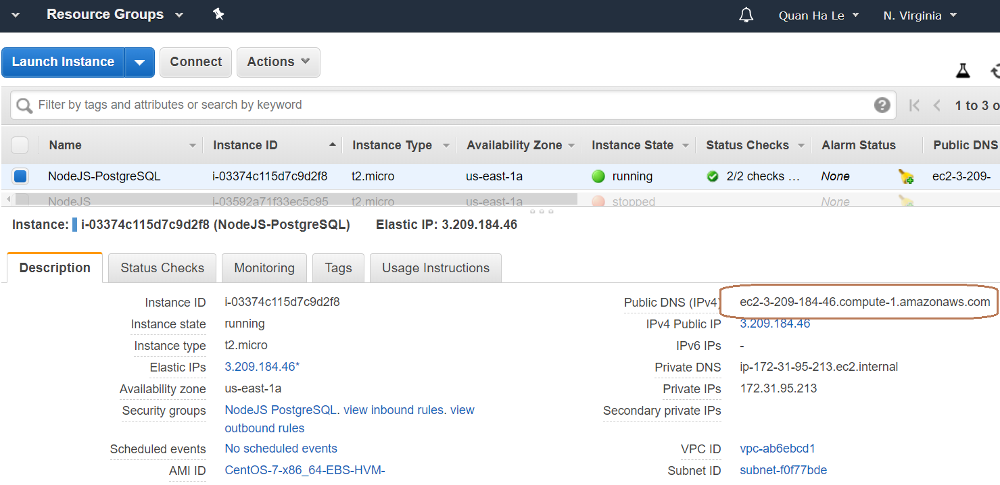 Resource Groups Quan Ha Le N. Virginia
Launch Instance Connect Actions
Filter by tags and attributes or search by keyword ? 1 to 3 o
Name Instance ID Instance Type Availability Zone Instance State Status Checks Alarm Status Public DNS
NodeJS-PostgreSQL i-03374c115d7c9d2f8 t2.micro us-east-1a running 2/2 checks ... None ec2-3-209-
NodeJS i-03592a71f33ec5c95 t2.micro us-east-1a stopped None
Instance: i-03374c115d7c9d2f8 (NodeJS-PostgreSQL) Elastic IP: 3.209.184.46
Description Status Checks Monitoring Tags Usage Instructions
Instance ID i-03374c115d7c9d2f8 Public DNS (IPv4) ec2-3-209-184-46.compute-1.amazonaws.com
Instance state running IPv4 Public IP 3.209.184.46
Instance type t2.micro IPv6 IPs -
Elastic IPs 3.209.184.46* Private DNS ip-172-31-95-213.ec2.internal
Availability zone us-east-1a Private IPs 172.31.95.213
Security groups NodeJS PostgreSQL. view inbound rules. view Secondary private IPs
outbound rules
Scheduled events No scheduled events VPC ID vpc-ab6ebcd1
AMI ID CentOS-7-x86_64-EBS-HVM- Subnet ID subnet-f0f77bde